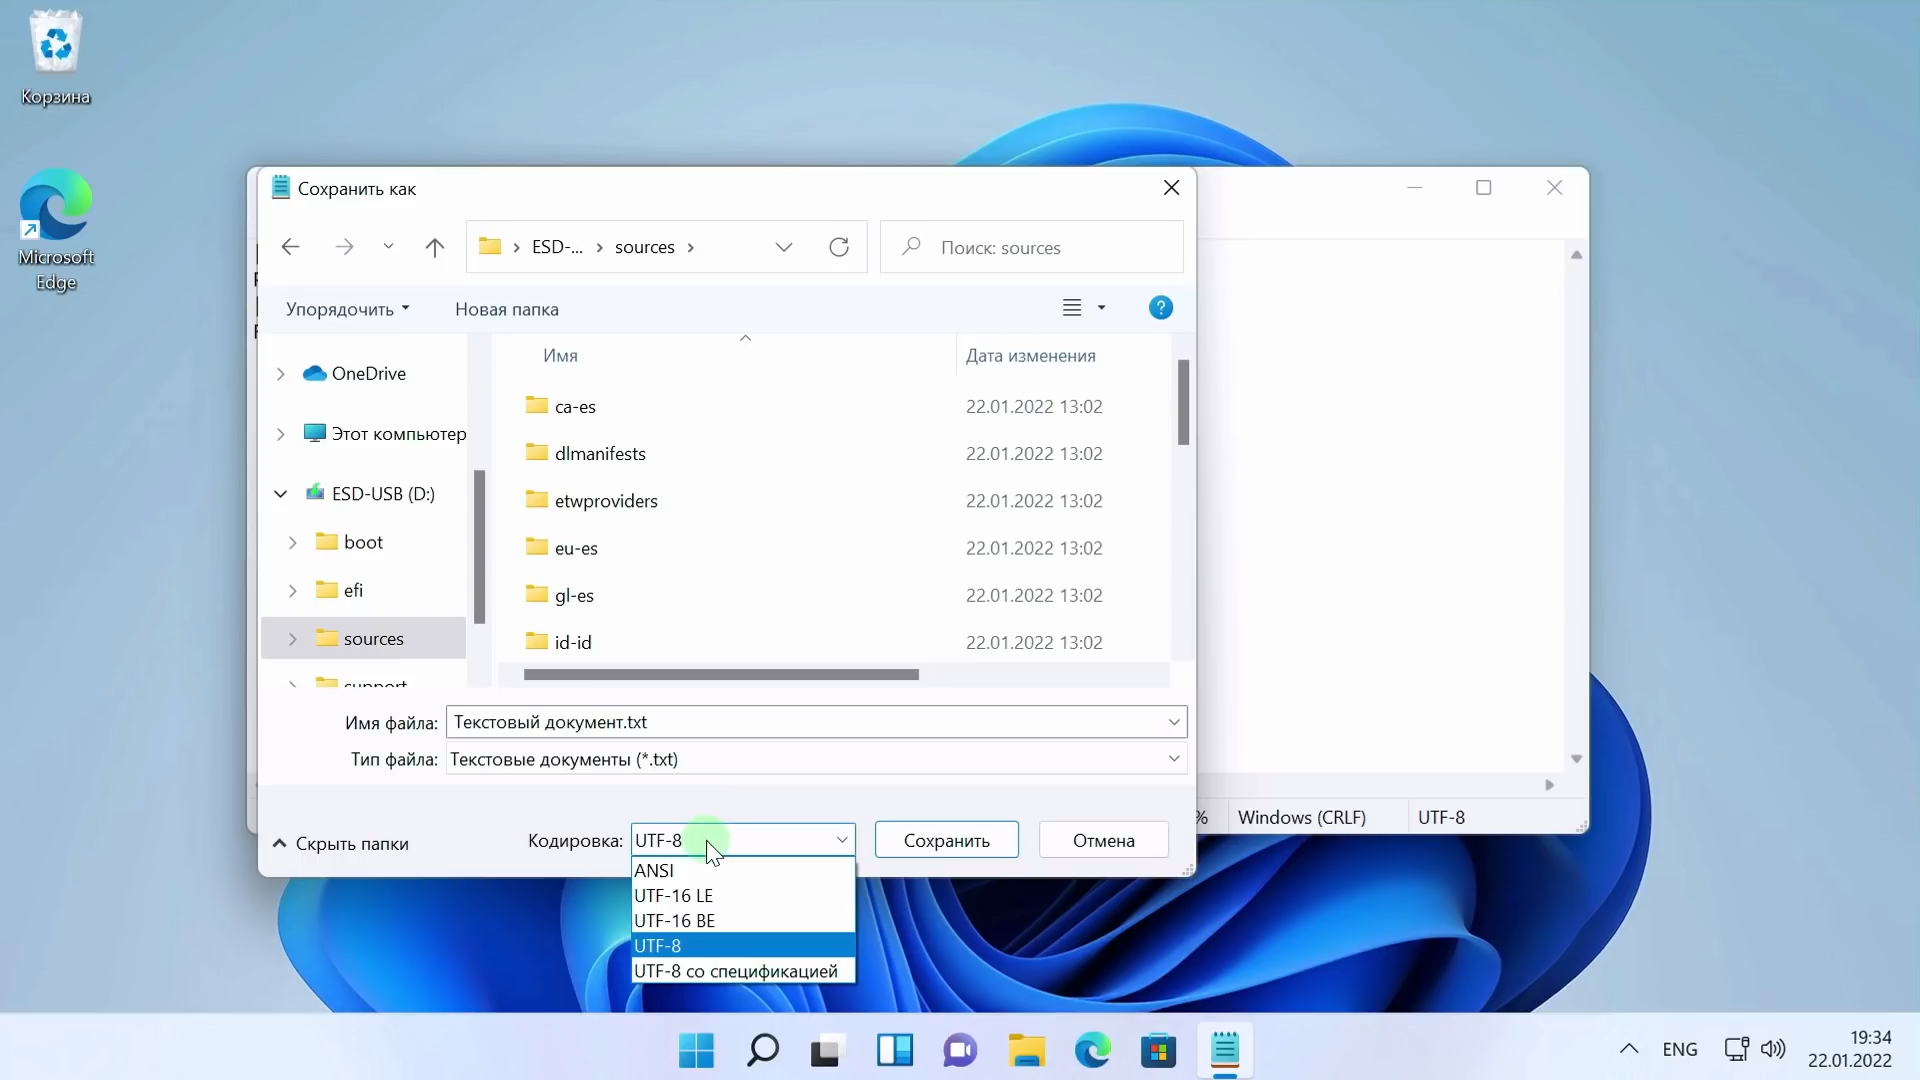 Корзина
Microsoft
Edge
Сохранить как
ESD-... sources
Поиск: sources
Упорядочить
Новая папка
Имя
Дата изменения
OneDrive
Этот компьютер
ESD-USB (D:)
boot
efi
sources
support
ca-es 22.01.2022 13:02
dlmanifests 22.01.2022 13:02
etwproviders 22.01.2022 13:02
eu-es 22.01.2022 13:02
gl-es 22.01.2022 13:02
id-id 22.01.2022 13:02
Имя файла: Текстовый документ.txt
Тип файла: Текстовые документы (*.txt)
Скрыть папки
Кодировка: UTF-8
Сохранить
Отмена
ANSI
UTF-16 LE
UTF-16 BE
UTF-8
UTF-8 со спецификацией
% Windows (CRLF) UTF-8
ENG
19:34
22.01.2022